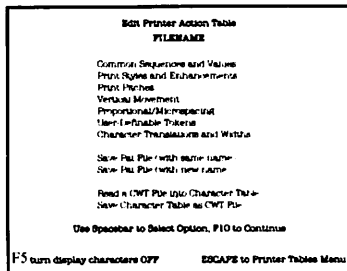 Edit Printer Action Table
FILENAME
Common Sequences and Values
Print Styles and Enhancements
Print Pitches
Vertical Movement
Proportional/Microspacing
User-Definable Tokens
Character Translations and Widths
Save Pat File (with same name
Save Pat File (with new name
Read a CWT File into Character Table
Save Character Table as CWT File
Use Spacebar to Select Option, F10 to Continue
F5 turn display characters OFF ESCAPE to Printer Tables Menu